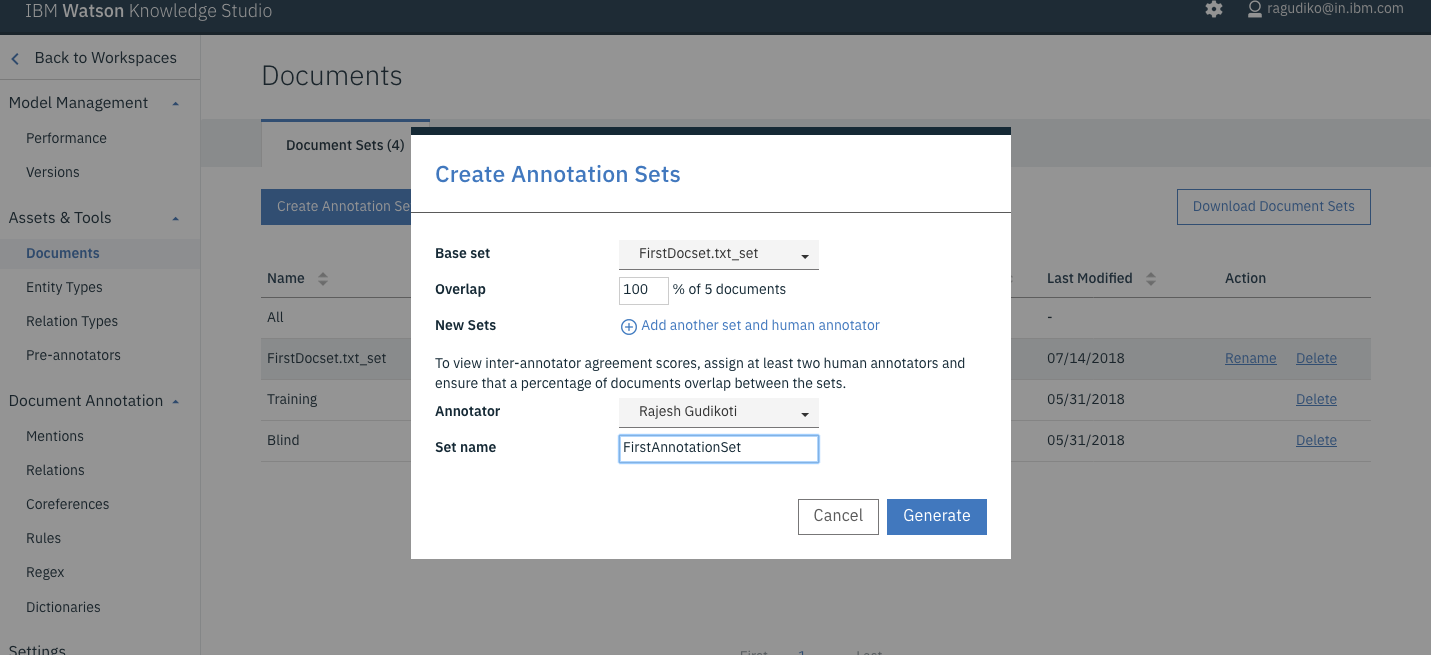 IBM Watson Knowledge Studio
ragudiko@in.ibm.com
Back to Workspaces
Model Management
Performance
Versions
Assets & Tools
Documents
Entity Types
Relation Types
Pre-annotators
Document Annotation
Mentions
Relations
Coreferences
Rules
Regex
Dictionaries
Settings
Documents
Document Sets (4)
Create Annotation Se
Download Document Sets
Name
Last Modified
Action
All
-
FirstDocset.txt_set
07/14/2018
Rename
Delete
Training
05/31/2018
Delete
Blind
05/31/2018
Delete
Create Annotation Sets
Base set
FirstDocset.txt_set
Overlap
100 % of 5 documents
New Sets
Add another set and human annotator
To view inter-annotator agreement scores, assign at least two human annotators and
ensure that a percentage of documents overlap between the sets.
Annotator
Rajesh Gudikoti
Set name
FirstAnnotationSet
Cancel
Generate
First
1
Last